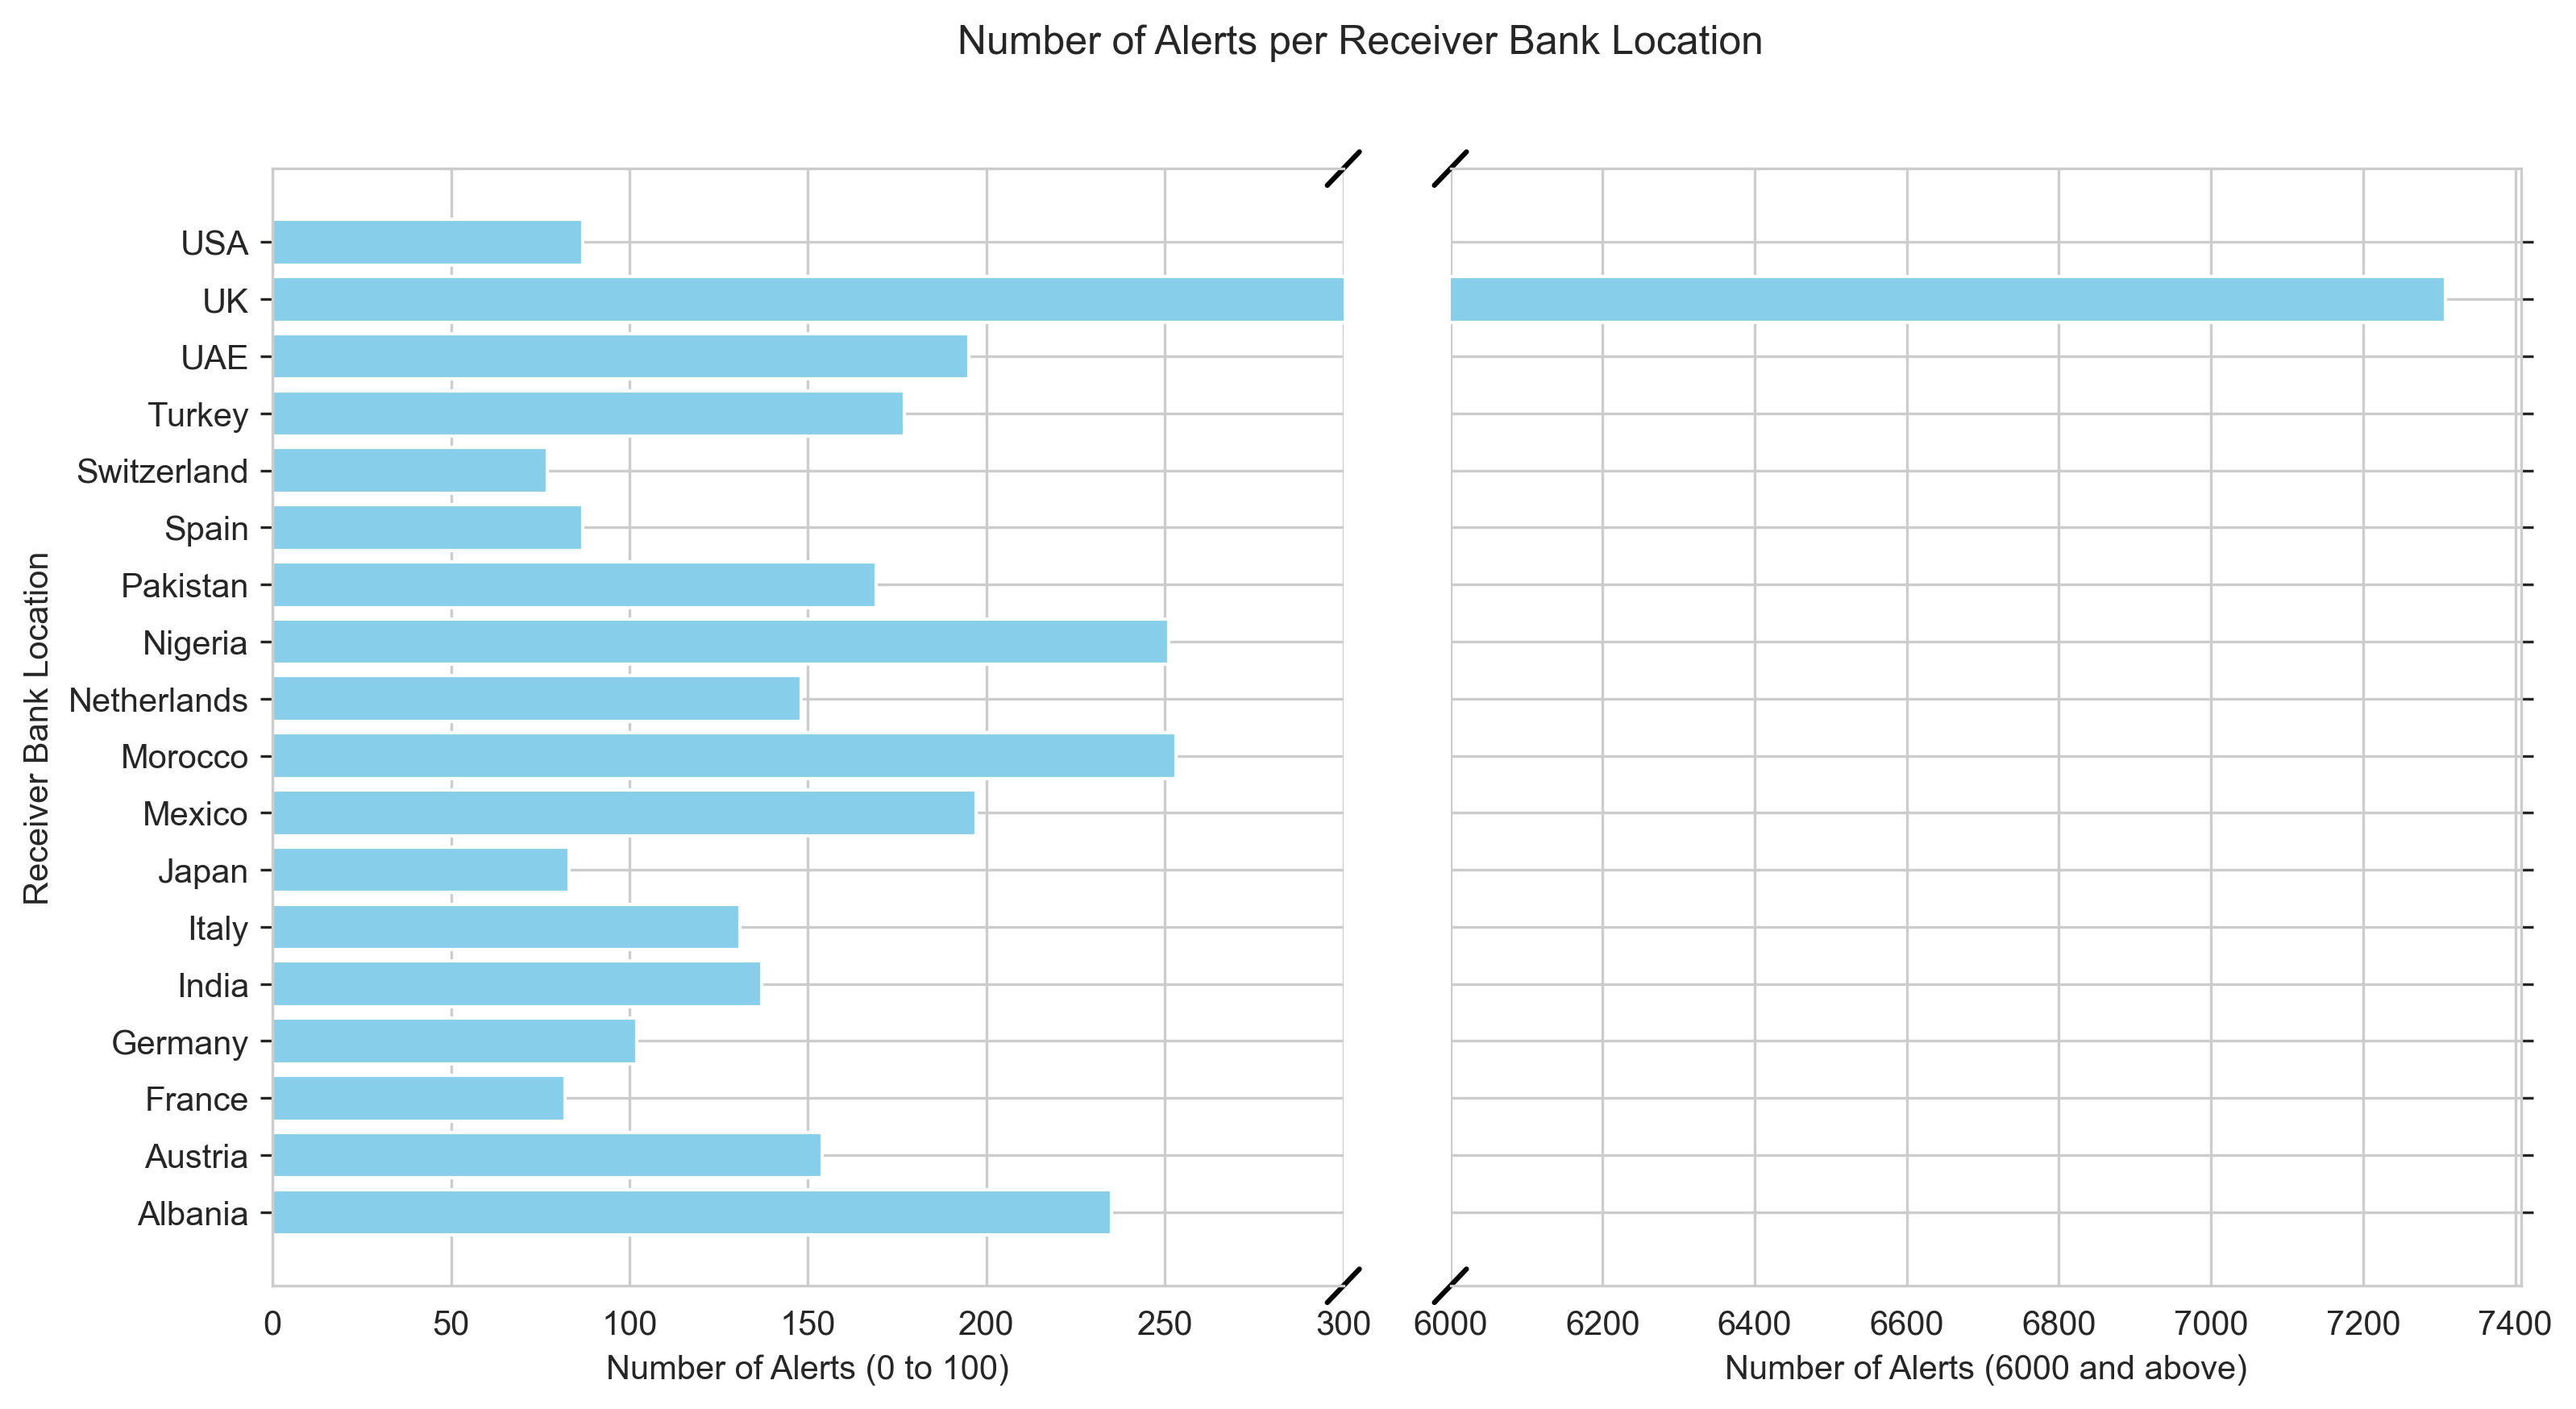 Number of Alerts per Receiver Bank Location
Receiver Bank Location
USA
UK
UAE
Turkey
Switzerland
Spain
Pakistan
Nigeria
Netherlands
Morocco
Mexico
Japan
Italy
India
Germany
France
Austria
Albania
0 50 100 150 200 250 300 6000 6200 6400 6600 6800 7000 7200 7400
Number of Alerts (0 to 100) Number of Alerts (6000 and above)